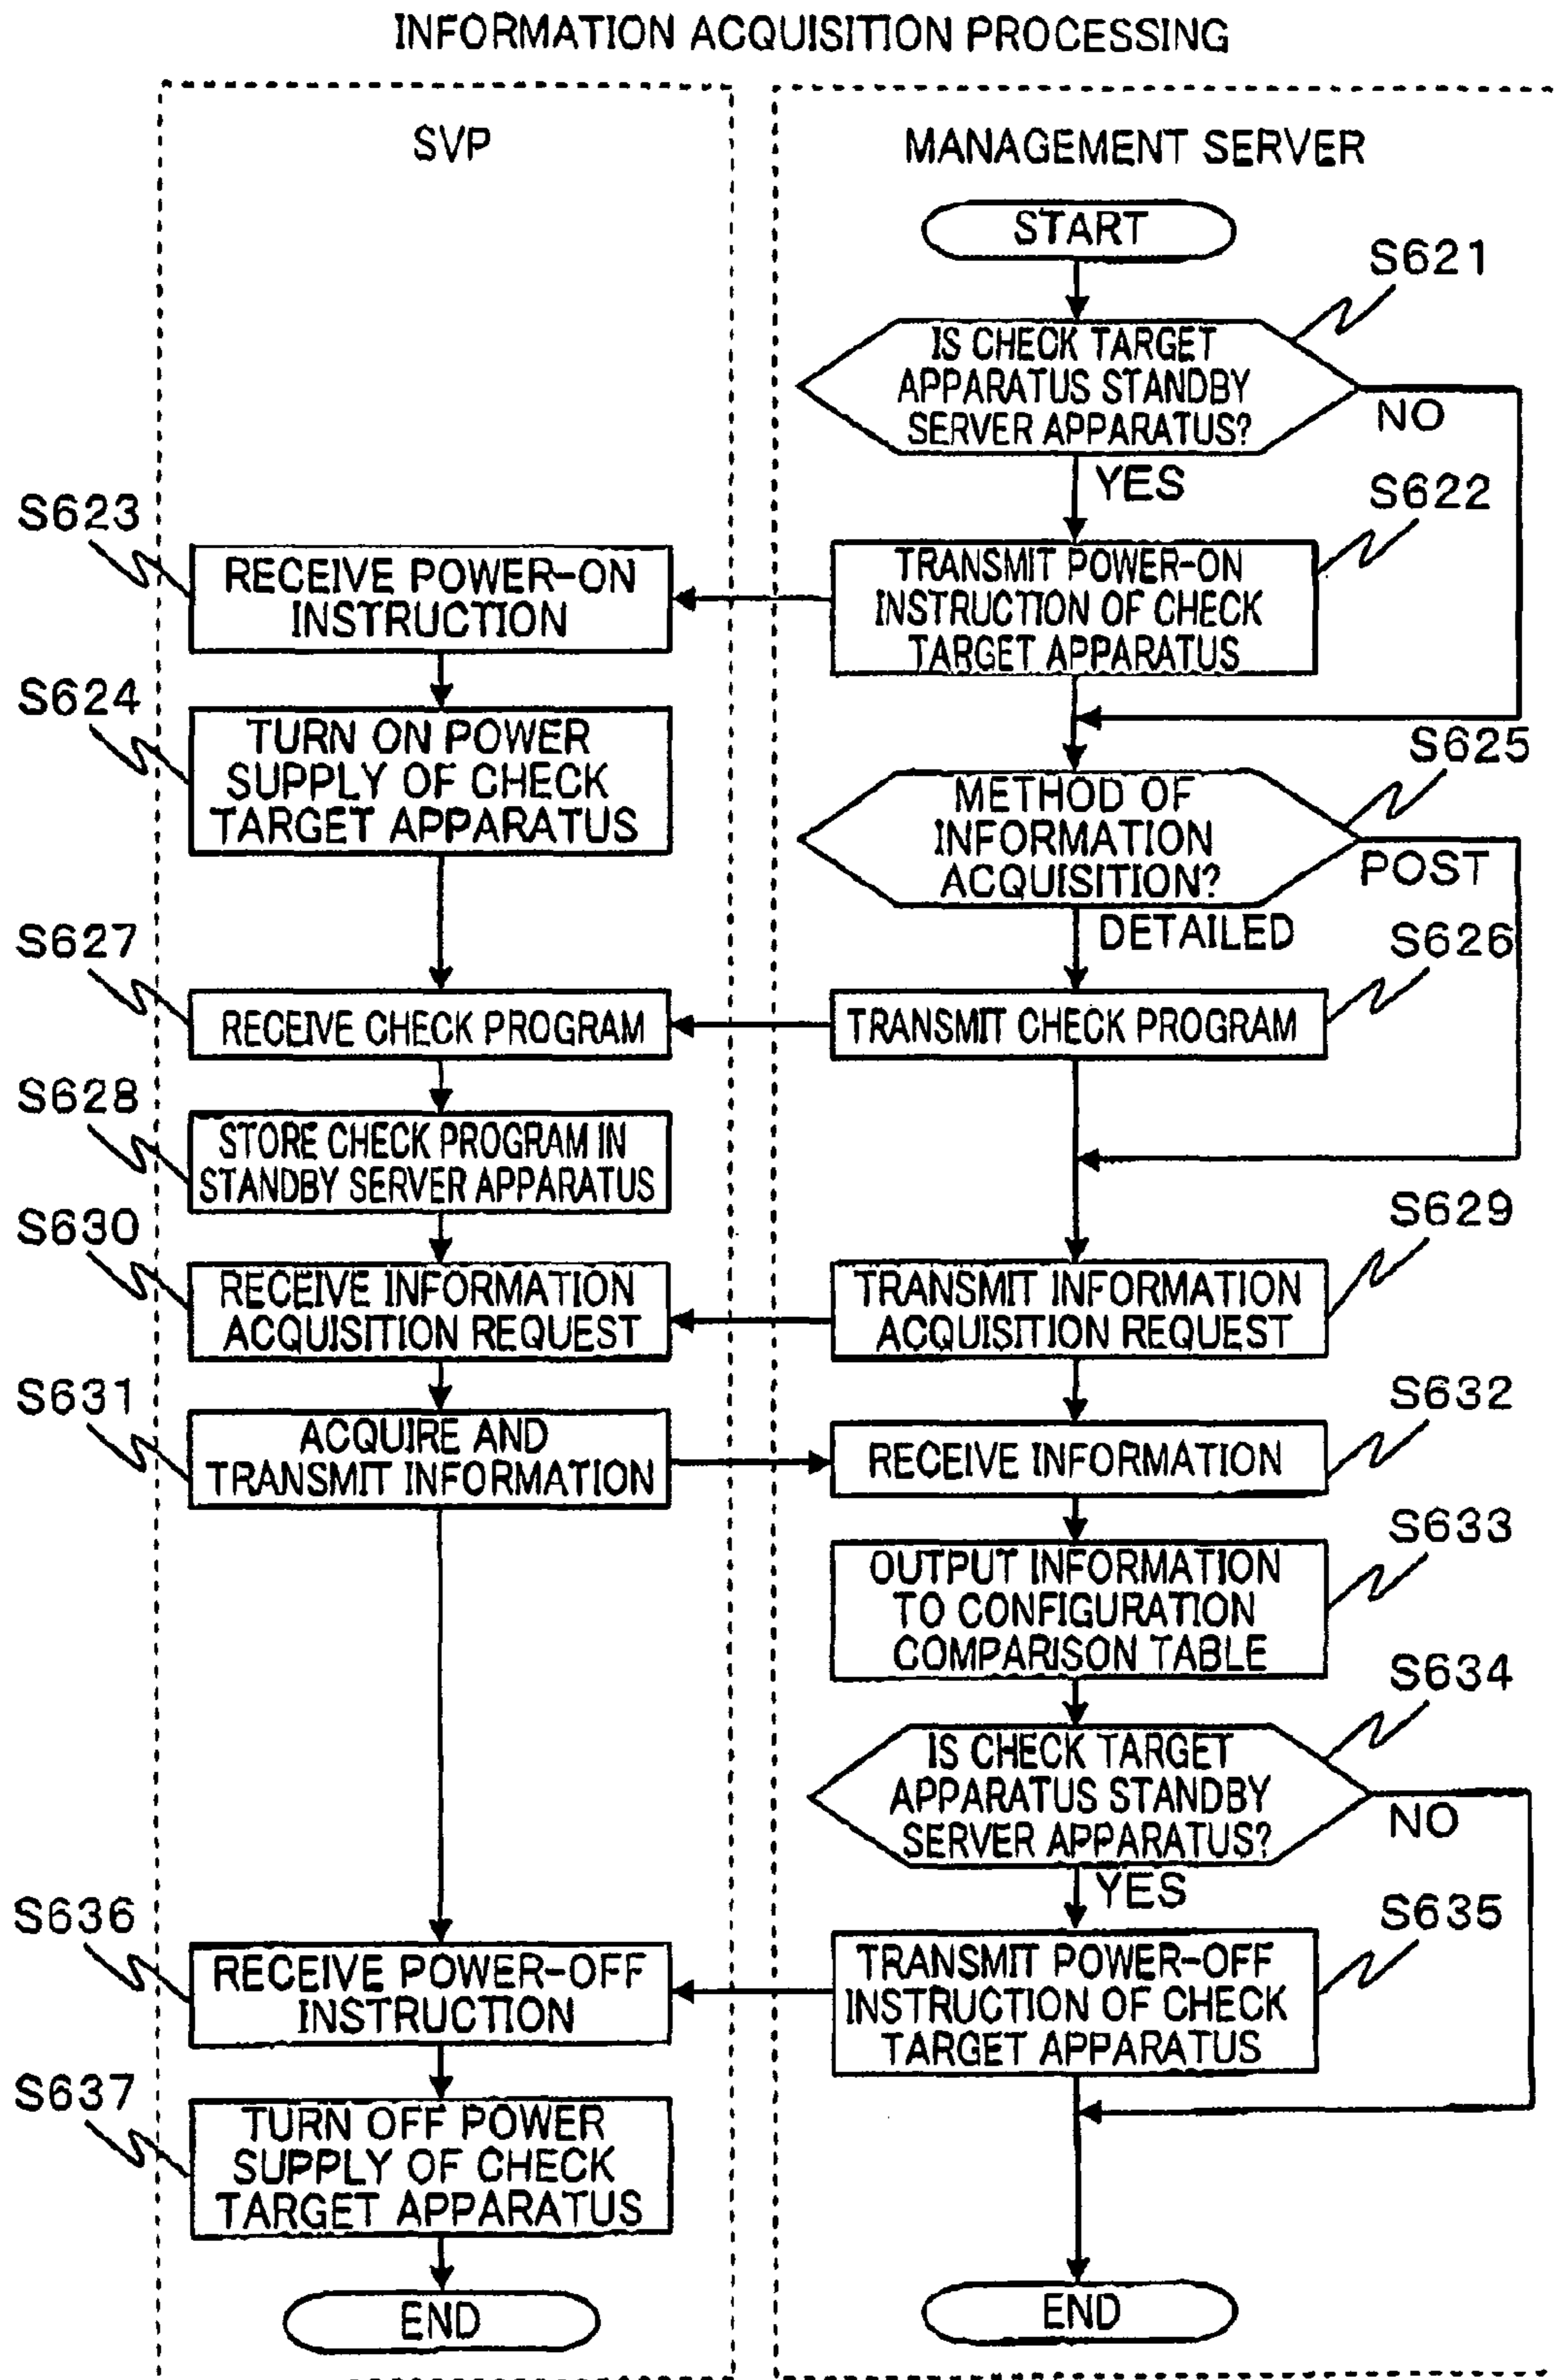 INFORMATION ACQUISITION PROCESSING
SVP
MANAGEMENT SERVER
START
S621
IS CHECK TARGET
APPARATUS STANDBY
SERVER APPARATUS?
NO
YES
S622
TRANSMIT POWER-ON
INSTRUCTION OF CHECK
TARGET APPARATUS
S623
RECEIVE POWER-ON
INSTRUCTION
S624
TURN ON POWER
SUPPLY OF CHECK
TARGET APPARATUS
S625
METHOD OF
INFORMATION
ACQUISITION?
POST
DETAILED
S626
TRANSMIT CHECK PROGRAM
S627
RECEIVE CHECK PROGRAM
S628
STORE CHECK PROGRAM IN
STANDBY SERVER APPARATUS
S629
TRANSMIT INFORMATION
ACQUISITION REQUEST
S630
RECEIVE INFORMATION
ACQUISITION REQUEST
S631
ACQUIRE AND
TRANSMIT INFORMATION
S632
RECEIVE INFORMATION
S633
OUTPUT INFORMATION
TO CONFIGURATION
COMPARISON TABLE
S634
IS CHECK TARGET
APPARATUS STANDBY
SERVER APPARATUS?
NO
YES
S635
TRANSMIT POWER-OFF
INSTRUCTION OF CHECK
TARGET APPARATUS
S636
RECEIVE POWER-OFF
INSTRUCTION
S637
TURN OFF POWER
SUPPLY OF CHECK
TARGET APPARATUS
END
END